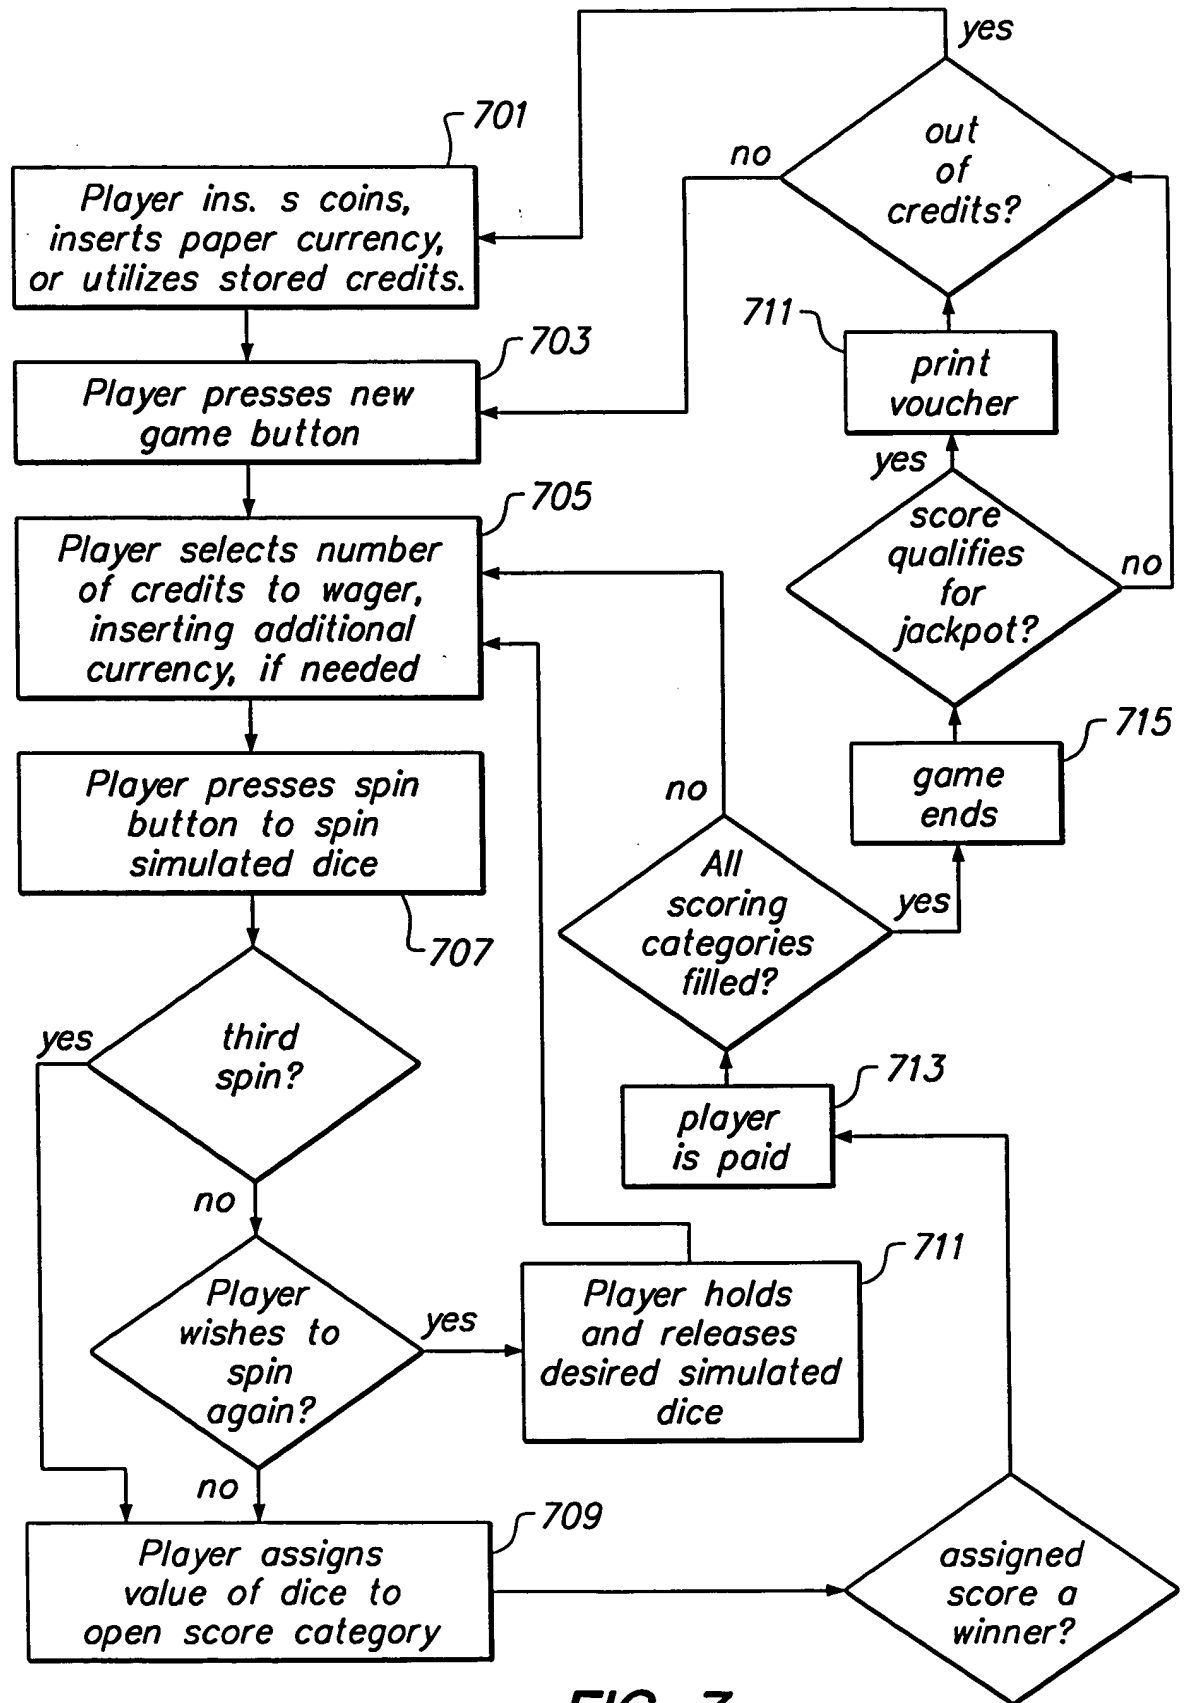 yes
out
of
credits?
no
701
Player ins. s coins,
inserts paper currency,
or utilizes stored credits.
711
print
voucher
703
Player presses new
game button
yes
score
qualifies
for
jackpot?
no
705
Player selects number
of credits to wager,
inserting additional
currency, if needed
715
game
ends
Player presses spin
button to spin
simulated dice
707
no
All
scoring
categories
filled?
yes
third
spin?
yes
no
713
player
is paid
Player
wishes to
spin
again?
yes
no
711
Player holds
and releases
desired simulated
dice
709
Player assigns
value of dice to
open score category
assigned
score a
winner?
FIG. 7